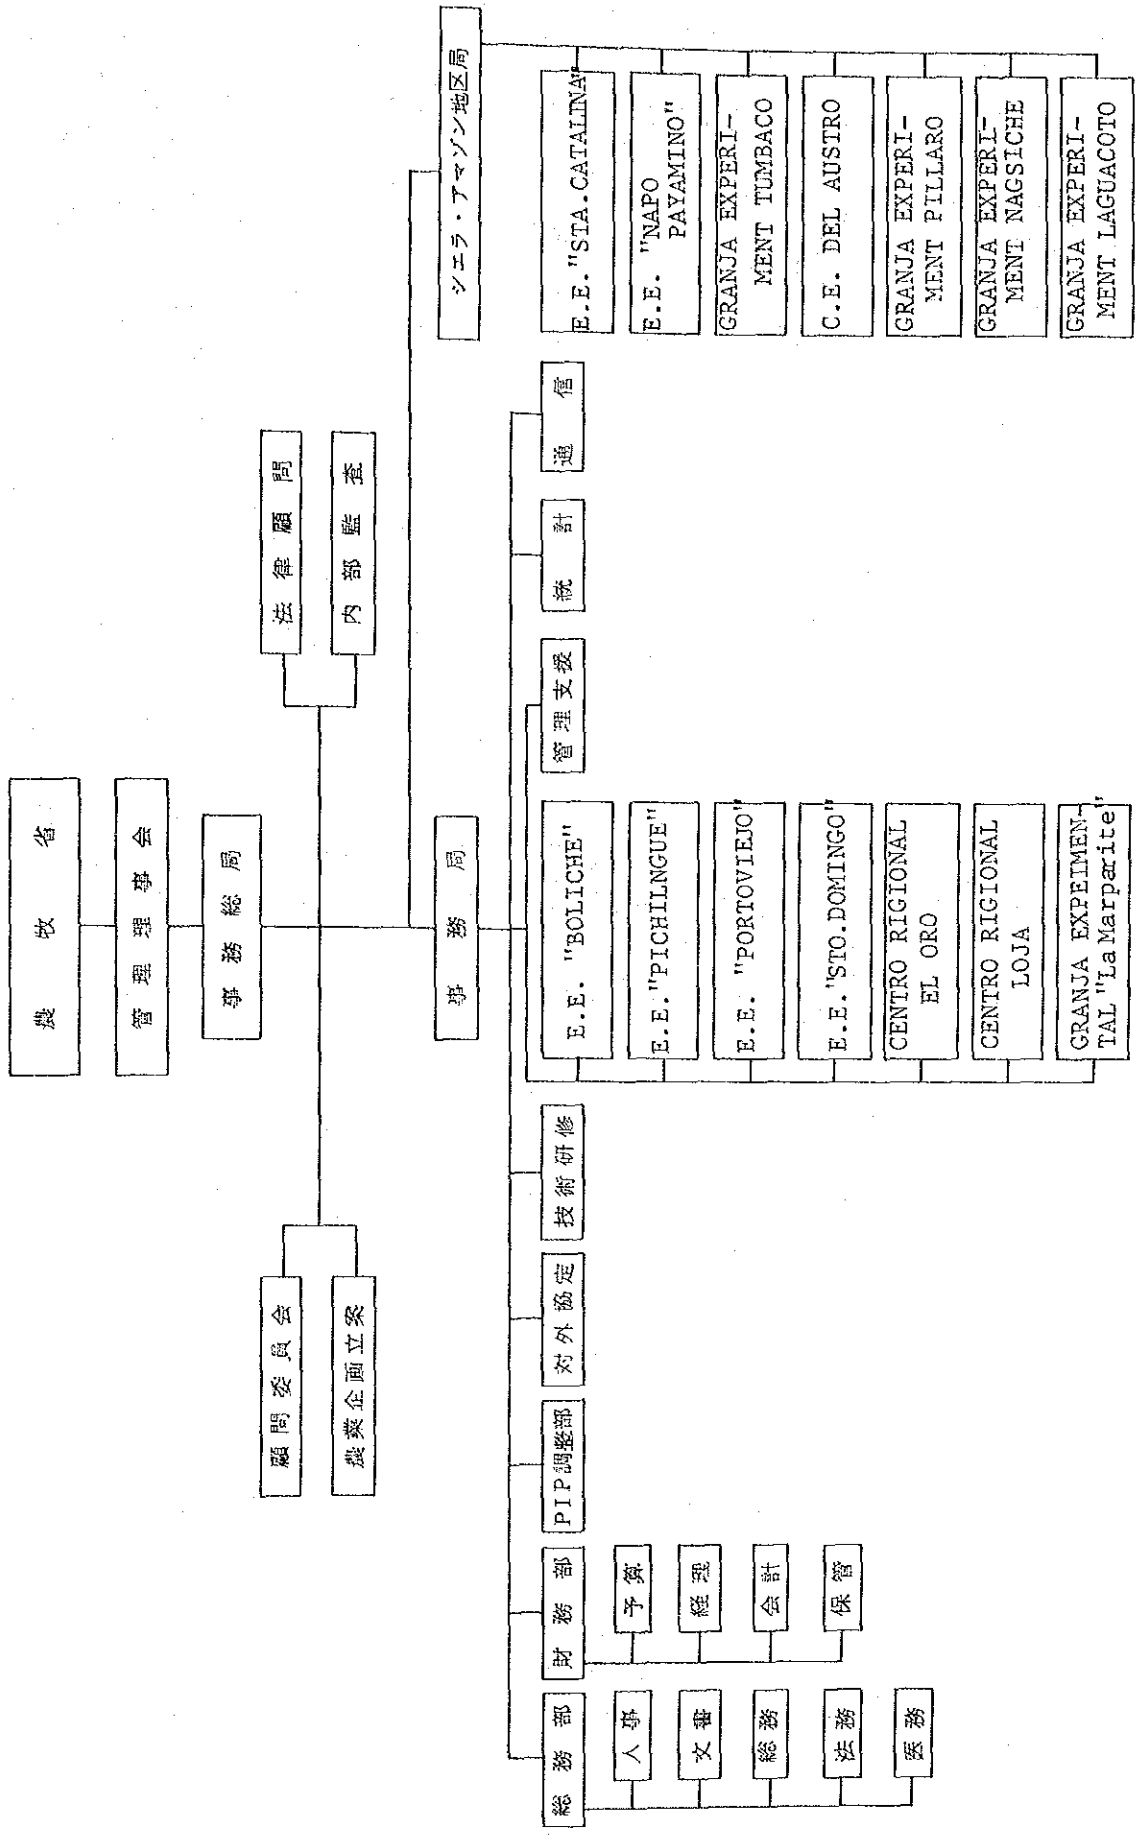 農牧省
管理理事会
事務総局
顧問委員会
農業企画立案
法律顧問
内部監査
事務局
シエラ・アマゾン地区局
総務部
人事
文書
総務
法務
医務
財務部
予算
経理
会計
保管
PIP調整部
対外協定
技術研修
E.E. "BOLICHE"
E.E."PICHILNGUE"
E.E. "PORTOVIEJO"
E.E."STO.DOMINGO"
CENTRO RIGIONAL
EL ORO
CENTRO RIGIONAL
LOJA
GRANJA EXPEIMEN-
TAL "La Marparite"
管理支援
統計
通信
E.E."STA.CATALINA"
E.E. "NAPO
PAYAMINO"
GRANJA EXPERI-
MENT TUMBACO
C.E. DEL AUSTRO
GRANJA EXPERI-
MENT PILLARO
GRANJA EXPERI-
MENT NAGSICHE
GRANJA EXPERI-
MENT LAGUACOTO